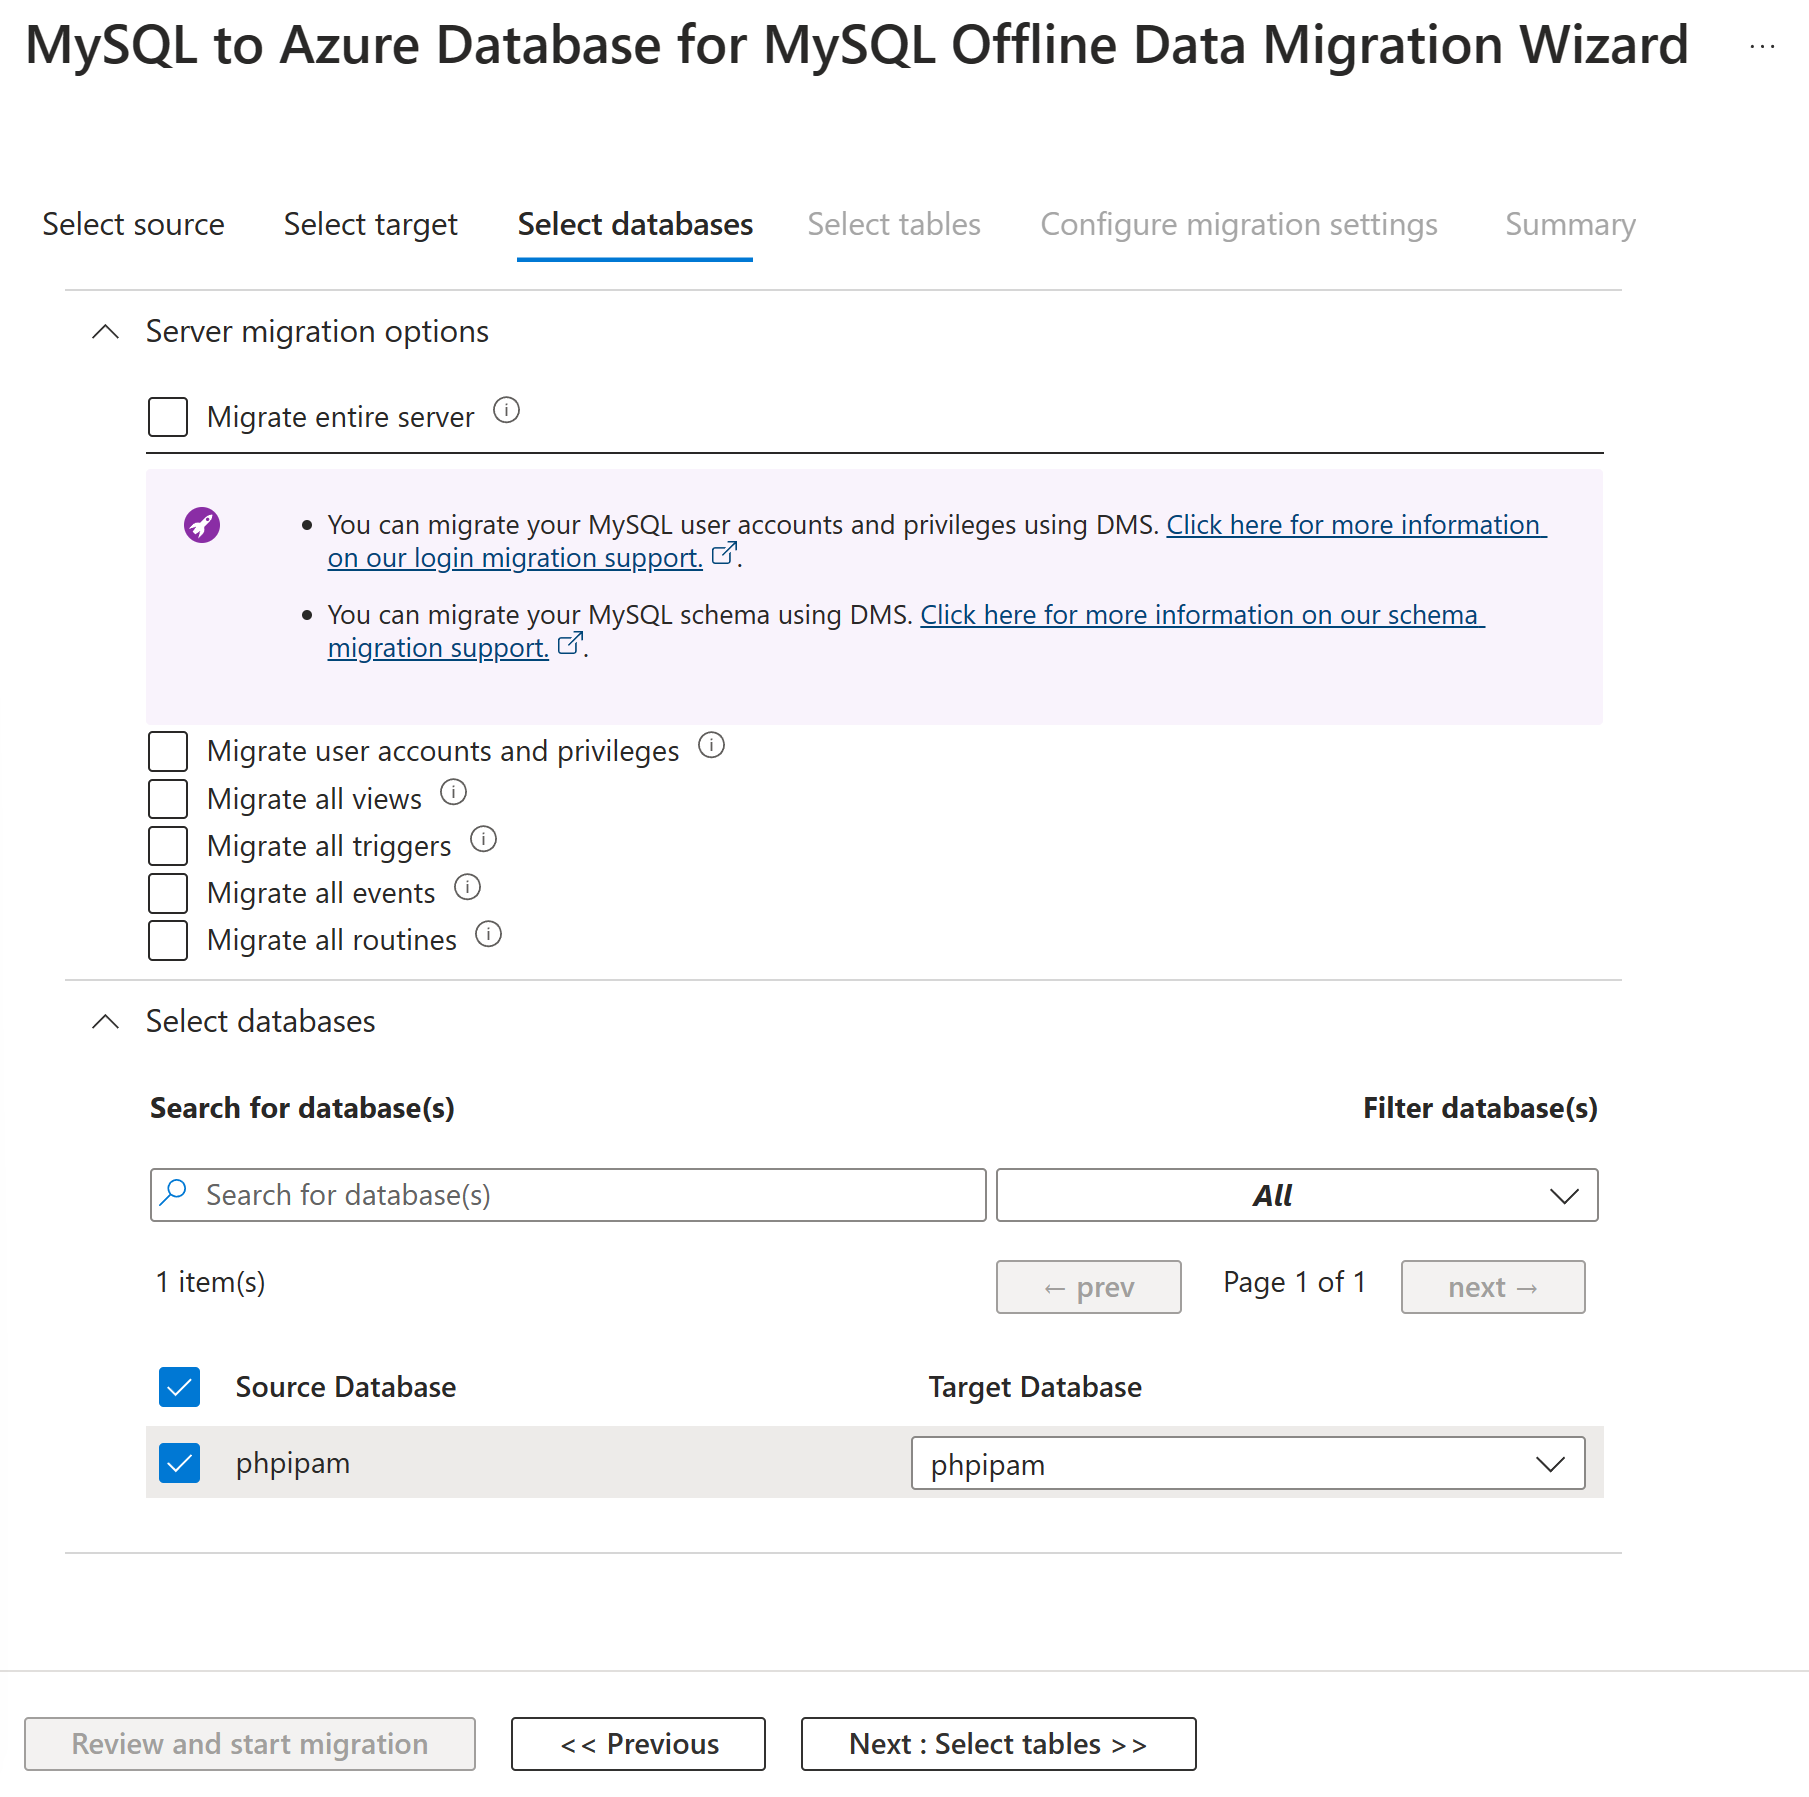 MySQL to Azure Database for MySQL Offline Data Migration Wizard ...
Select source Select target Select databases Select tables Configure migration settings Summary
Server migration options
Migrate entire server
• You can migrate your MySQL user accounts and privileges using DMS. Click here for more information
on our login migration support. .
• You can migrate your MySQL schema using DMS. Click here for more information on our schema
migration support. .
Migrate user accounts and privileges
Migrate all views
Migrate all triggers
Migrate all events
Migrate all routines
Select databases
Search for database(s) Filter database(s)
Search for database(s) All
1 item(s) ← prev Page 1 of 1 next →
Source Database Target Database
phpipam phpipam
Review and start migration << Previous Next : Select tables >>